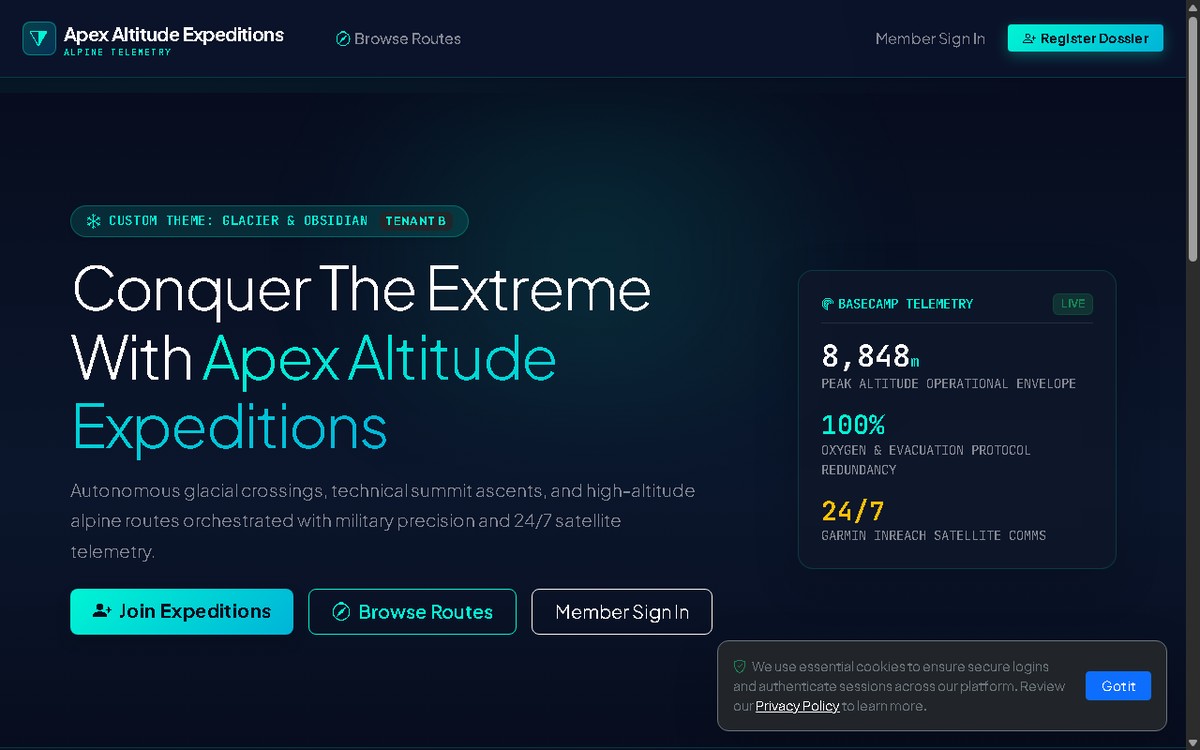 Apex Altitude Expeditions
ALPINE TELEMETRY
Browse Routes
Member Sign In
Register Dossier
CUSTOM THEME: GLACIER & OBSIDIAN TENANT B
Conquer The Extreme
With Apex Altitude
Expeditions
Autonomous glacial crossings, technical summit ascents, and high-altitude
alpine routes orchestrated with military precision and 24/7 satellite
telemetry.
Join Expeditions
Browse Routes
Member Sign In
BASECAMP TELEMETRY
LIVE
8,848m
PEAK ALTITUDE OPERATIONAL ENVELOPE
100%
OXYGEN & EVACUATION PROTOCOL
REDUNDANCY
24/7
GARMIN INREACH SATELLITE COMMS
We use essential cookies to ensure secure logins
and authenticate sessions across our platform. Review
our Privacy Policy to learn more.
Got it